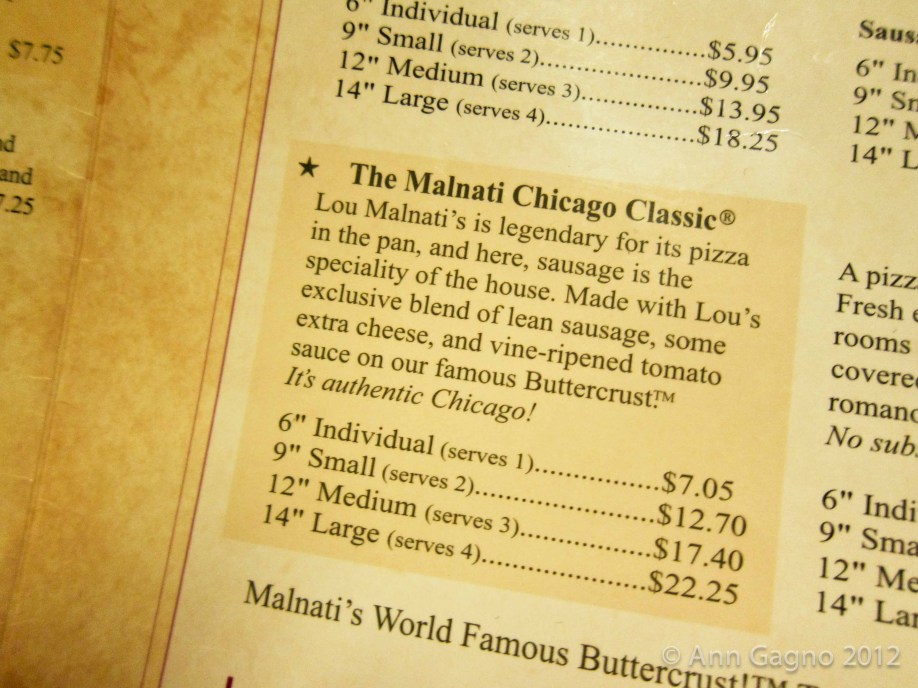 $7.75
and
7.25
6" Individual (serves 1)..............$5.95
9" Small (serves 2).....................$9.95
12" Medium (serves 3)...............$13.95
14" Large (serves 4)...................$18.25
★ The Malnati Chicago Classic®
Lou Malnati's is legendary for its pizza
in the pan, and here, sausage is the
speciality of the house. Made with Lou's
exclusive blend of lean sausage, some
extra cheese, and vine-ripened tomato
sauce on our famous Buttercrust™.
It's authentic Chicago!
6" Individual (serves 1)................$7.05
9" Small (serves 2).......................$12.70
12" Medium (serves 3).................$17.40
14" Large (serves 4).....................$22.25
Malnati's World Famous Buttercrust!™
6" In
9" Sm
12" M
14" L
A pizz
Fresh e
rooms
covere
romano
No sub
6" Indi
9" Sma
12" Me
14" Lar
© Ann Gagno 2012